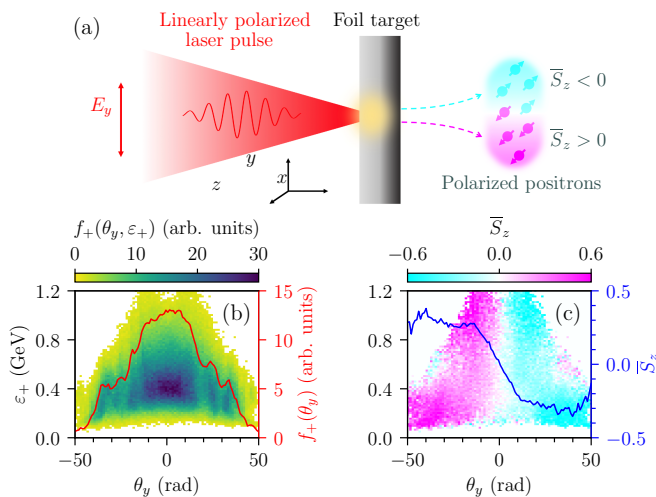 (a)
Linearly polarized
laser pulse
Foil target
E_y
y
x
z
S̅_z < 0
S̅_z > 0
Polarized positrons
f_+(θ_y, ε_+) (arb. units)
0 10 20 30
(b)
1.2
0.8
0.4
0.0
ε_+ (GeV)
−50 0 50
θ_y (rad)
15
10
5
0
f_+(θ_y) (arb. units)
S̅_z
−0.6 0.0 0.6
(c)
1.2
0.8
0.4
0.0
−50 0 50
θ_y (rad)
0.5
0.0
−0.5
S̅_z